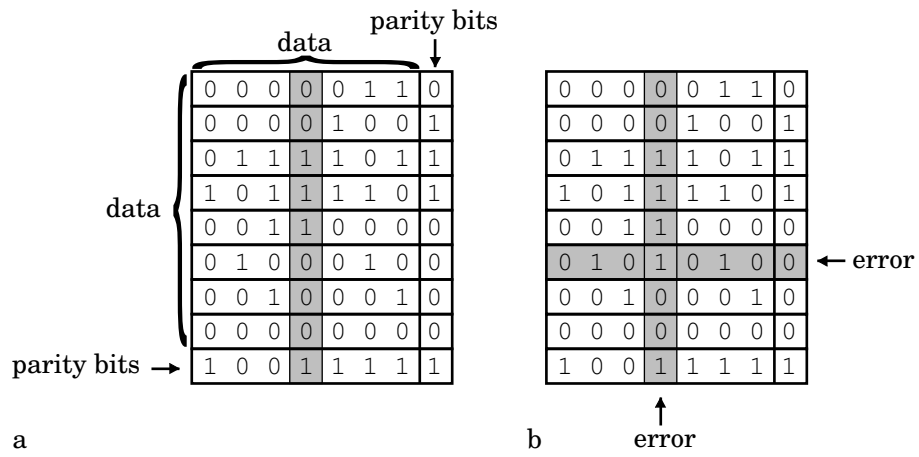 parity bits
data
0 0 0 0 0 1 1 0
0 0 0 0 1 0 0 1
0 1 1 1 1 0 1 1
1 0 1 1 1 1 0 1
data
0 0 1 1 0 0 0 0
0 1 0 0 0 1 0 0
0 0 1 0 0 0 1 0
0 0 0 0 0 0 0 0
parity bits
1 0 0 1 1 1 1 1
a
0 0 0 0 0 1 1 0
0 0 0 0 1 0 0 1
0 1 1 1 1 0 1 1
1 0 1 1 1 1 0 1
0 0 1 1 0 0 0 0
0 1 0 1 0 1 0 0
error
0 0 1 0 0 0 1 0
0 0 0 0 0 0 0 0
1 0 0 1 1 1 1 1
b
error